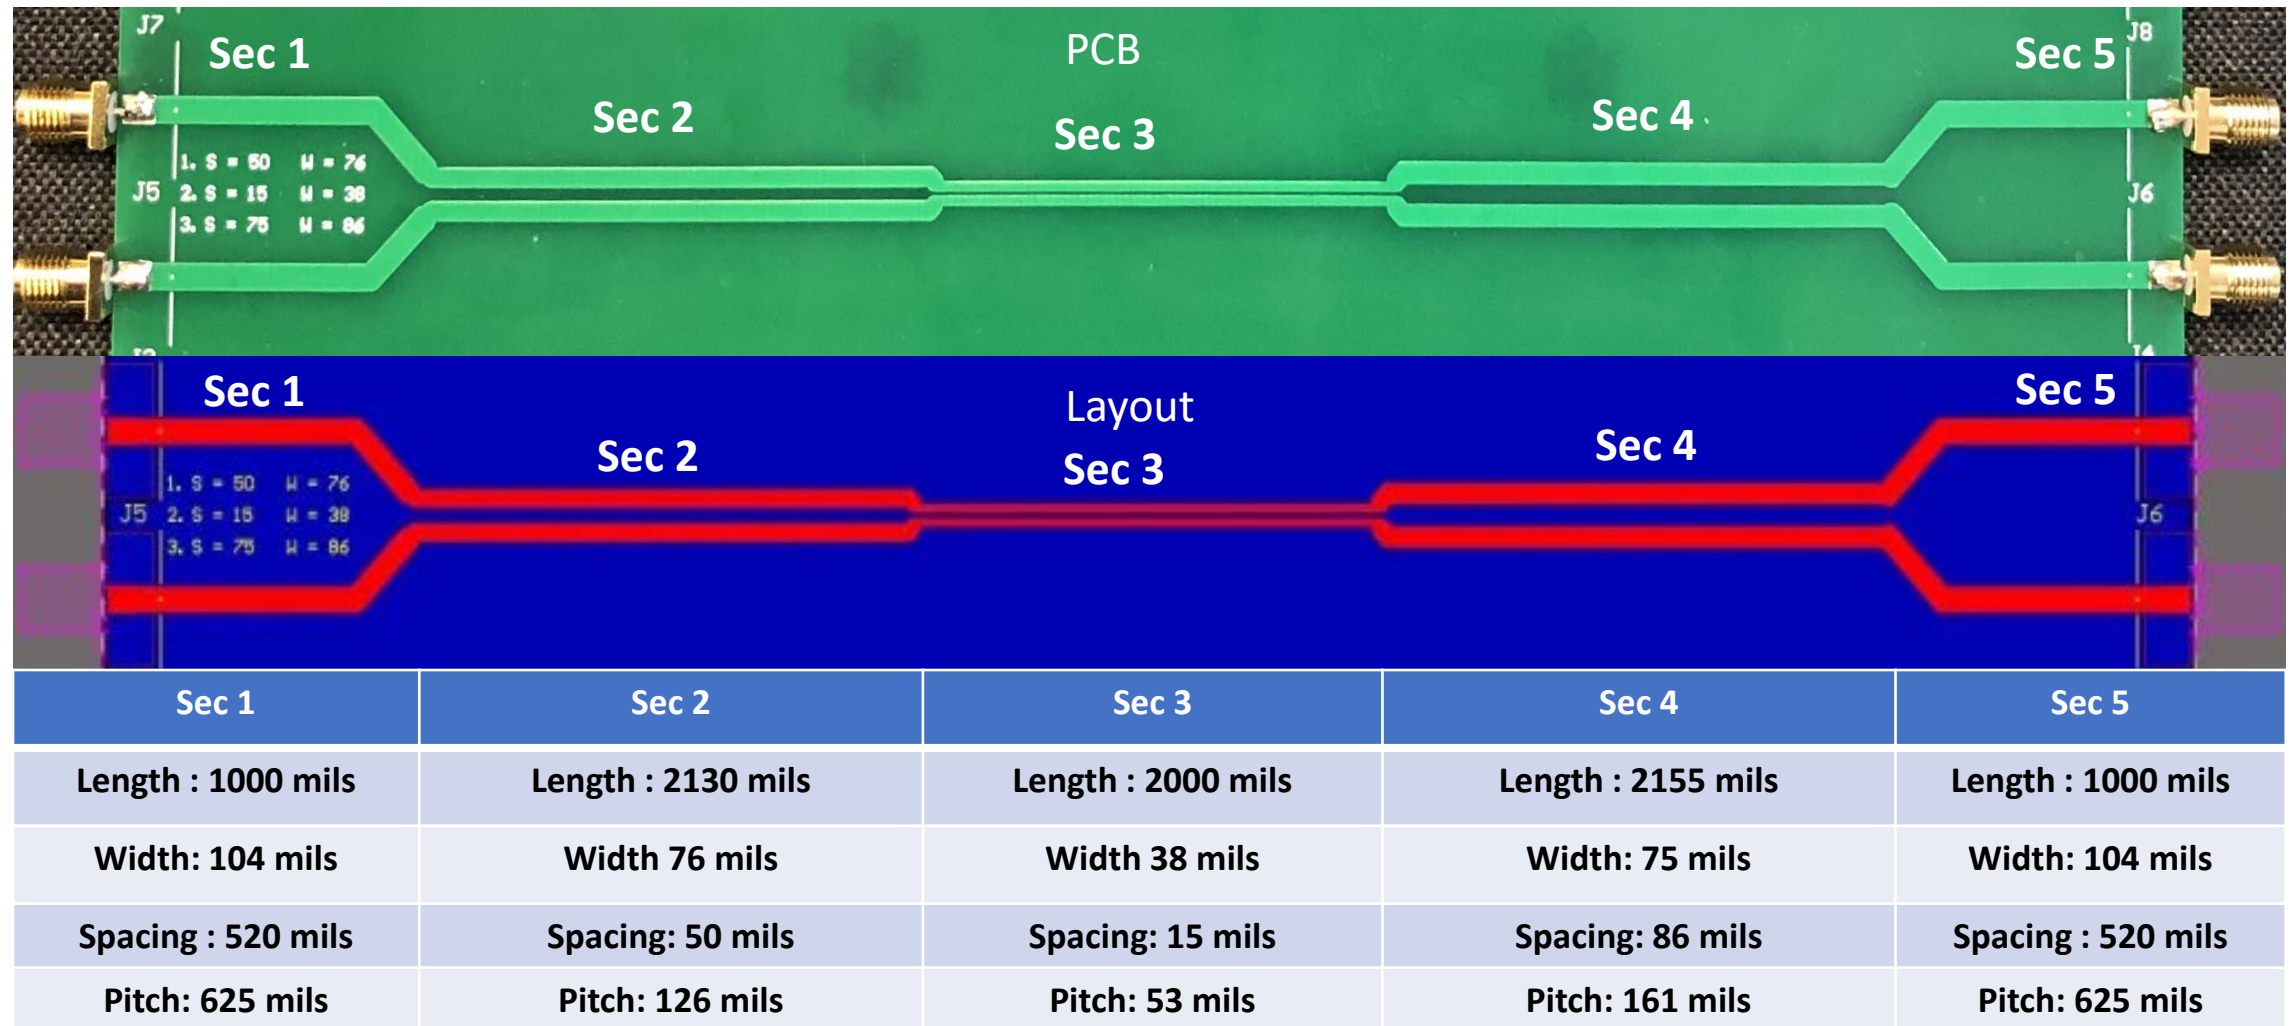 J7
Sec 1
PCB
Sec 5
J8
Sec 2
Sec 3
Sec 4
1. S = 50 W = 76
J5 2. S = 15 W = 38
3. S = 75 W = 86
J6
J4
Sec 1
Layout
Sec 5
Sec 2
Sec 3
Sec 4
1. S = 50 W = 76
J5 2. S = 15 W = 38
3. S = 75 W = 86
J6
Sec 1 Sec 2 Sec 3 Sec 4 Sec 5
Length : 1000 mils Length : 2130 mils Length : 2000 mils Length : 2155 mils Length : 1000 mils
Width: 104 mils Width 76 mils Width 38 mils Width: 75 mils Width: 104 mils
Spacing : 520 mils Spacing: 50 mils Spacing: 15 mils Spacing: 86 mils Spacing : 520 mils
Pitch: 625 mils Pitch: 126 mils Pitch: 53 mils Pitch: 161 mils Pitch: 625 mils